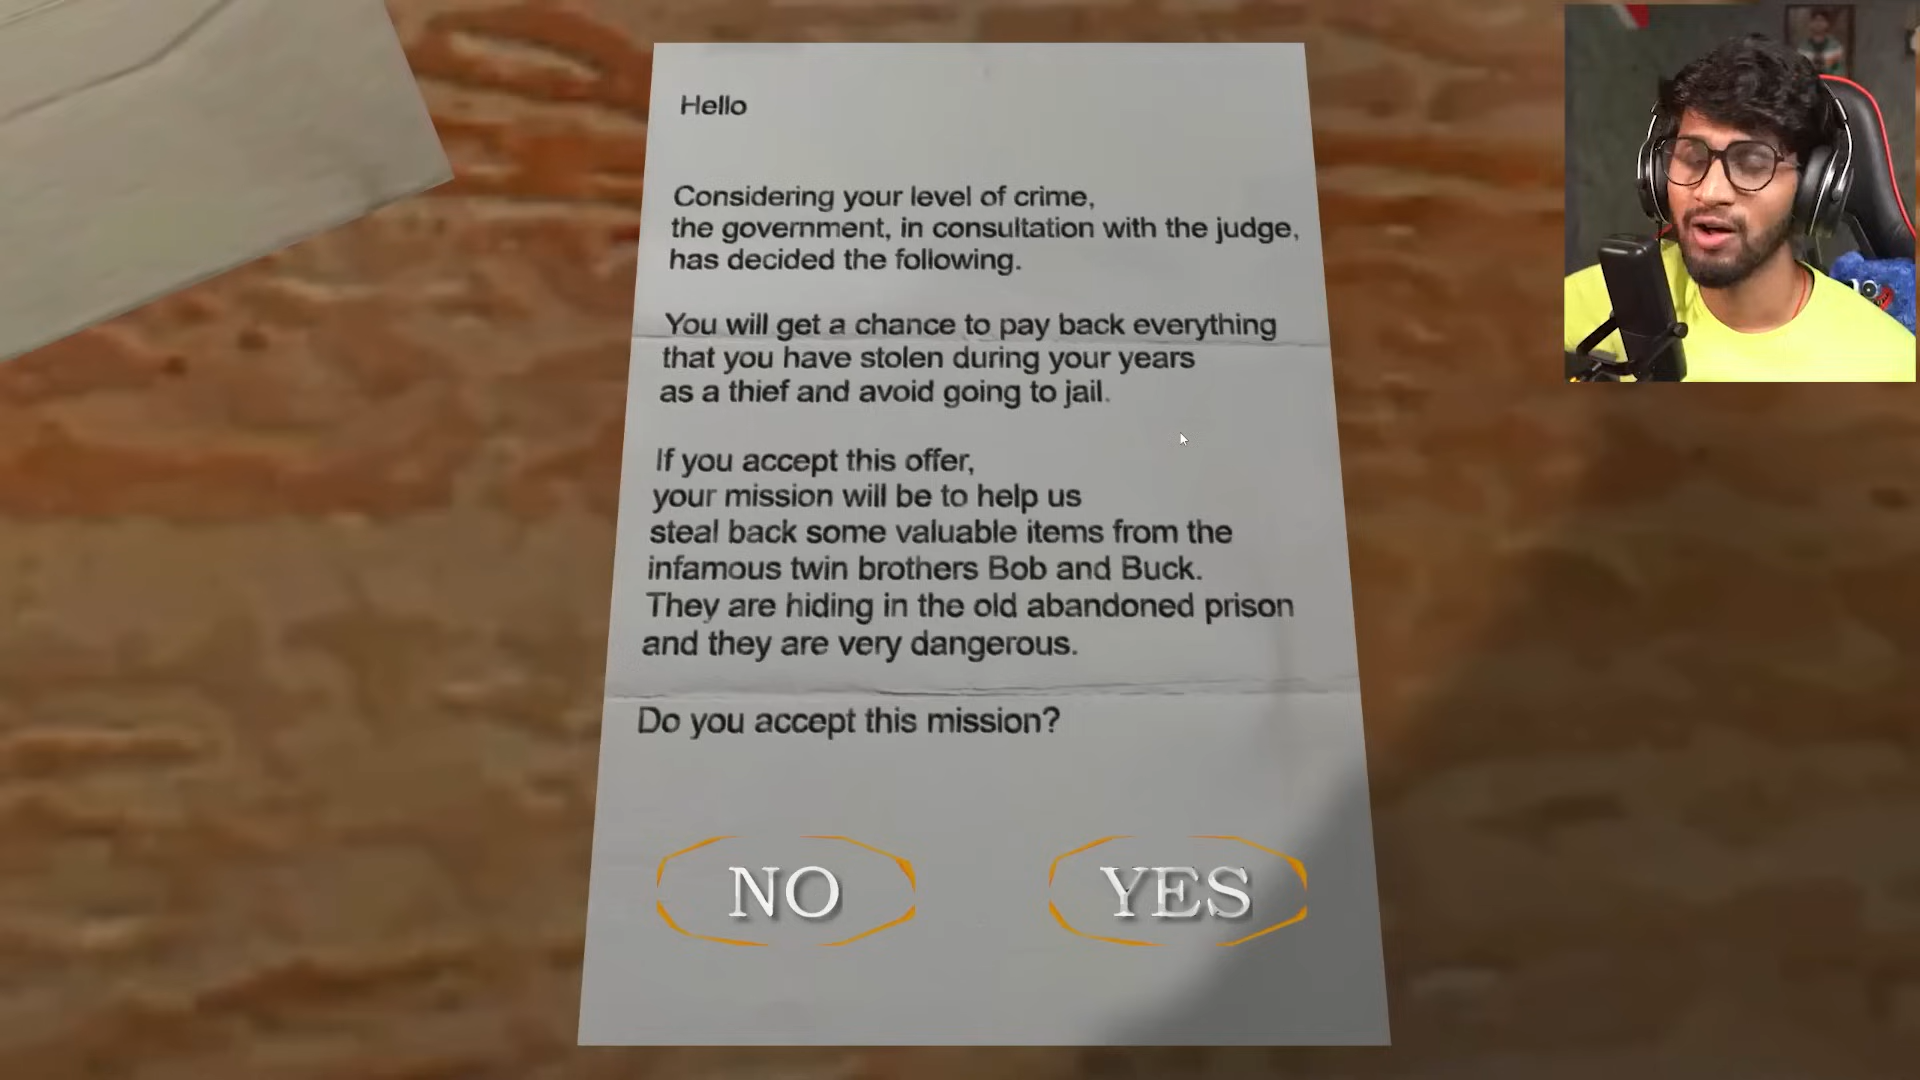 Hello
Considering your level of crime,
the government, in consultation with the judge,
has decided the following.
You will get a chance to pay back everything
that you have stolen during your years
as a thief and avoid going to jail.
If you accept this offer,
your mission will be to help us
steal back some valuable items from the
infamous twin brothers Bob and Buck.
They are hiding in the old abandoned prison
and they are very dangerous.
Do you accept this mission?
NO
YES